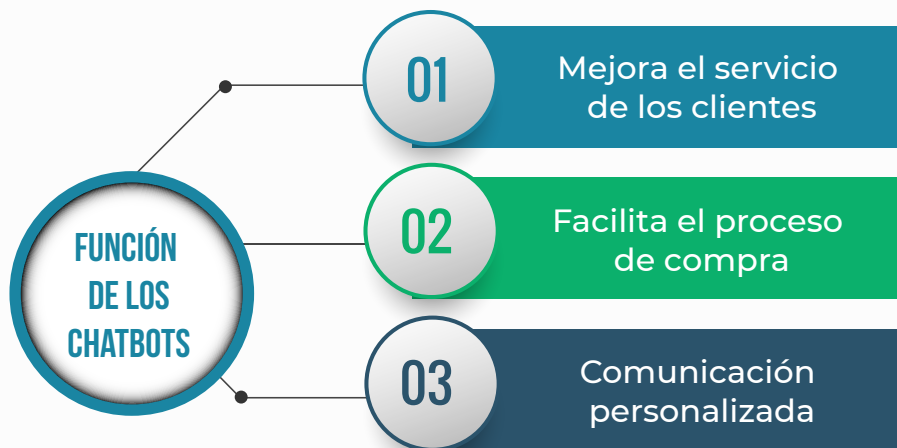 FUNCIÓN
DE LOS
CHATBOTS
01
Mejora el servicio
de los clientes
02
Facilita el proceso
de compra
03
Comunicación
personalizada